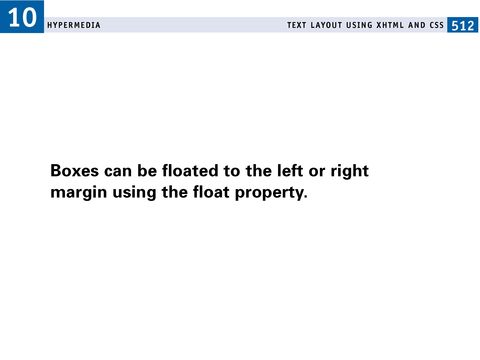 10 HYPERMEDIA TEXT LAYOUT USING XHTML AND CSS 512
Boxes can be floated to the left or right
margin using the float property.